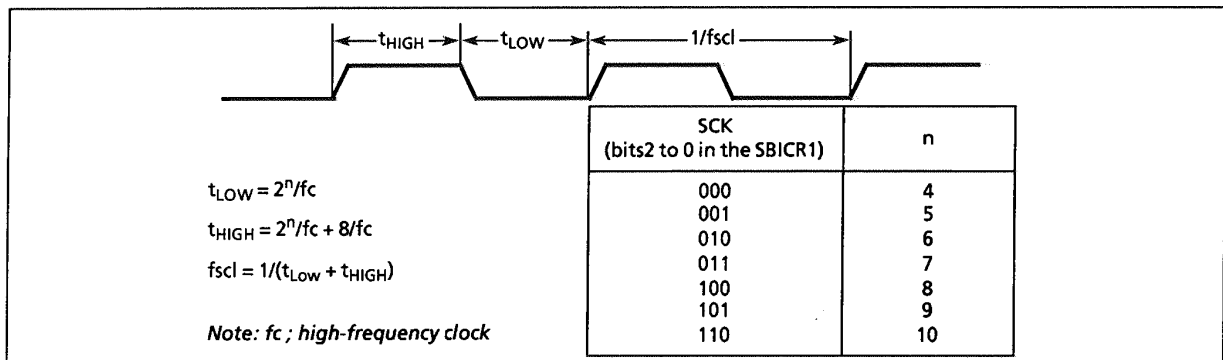 tHIGH tLOW 1/fscl
SCK
(bits2 to 0 in the SBICR1) n
tLOW = 2ⁿ/fc
tHIGH = 2ⁿ/fc + 8/fc
fscl = 1/(tLow + tHIGH)
Note: fc ; high-frequency clock
000 4
001 5
010 6
011 7
100 8
101 9
110 10